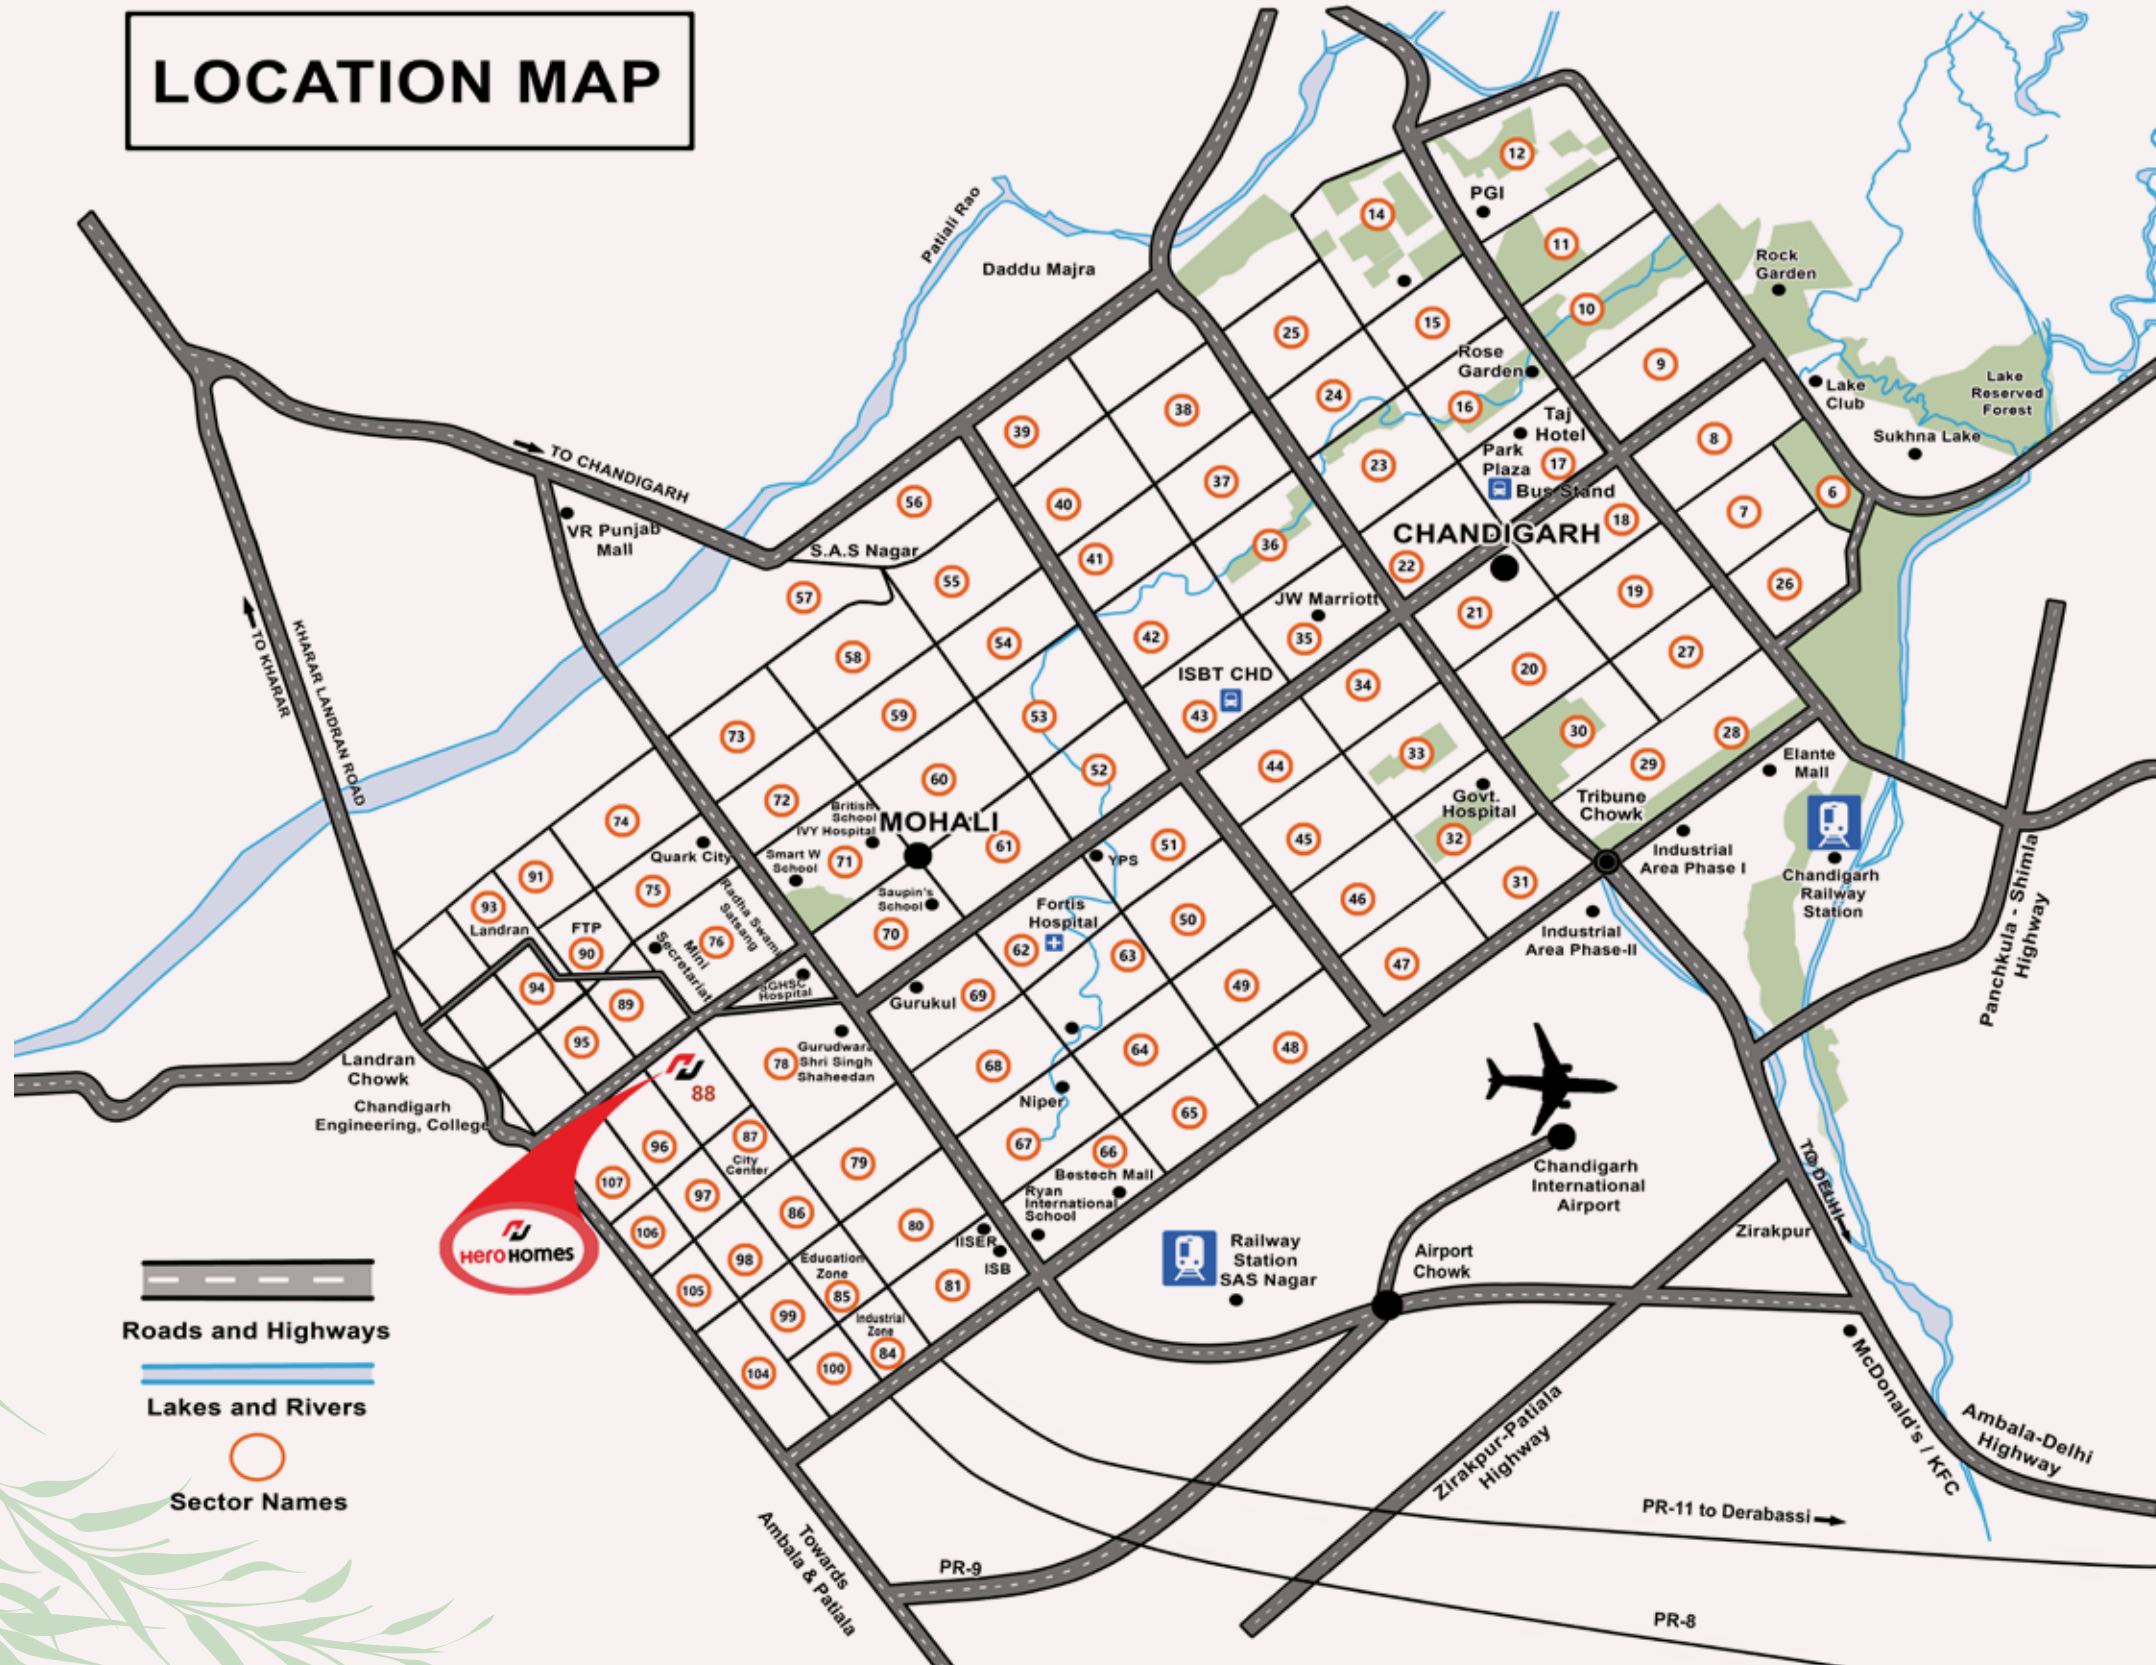 LOCATION MAP
12
PGI
14
11
Patiali Rao
Daddu Majra
Rock
Garden
10
15
25
Rose
Garden
9
Lake
Club
Lake
Reserved
Forest
24
16
38
39
Taj
Hotel
8
Sukhna Lake
TO CHANDIGARH
Park
Plaza
17
23
37
Bus Stand
6
56
40
7
18
VR Punjab
Mall
CHANDIGARH
36
S.A.S Nagar
41
22
55
26
57
JW Marriott
19
21
TO KHARAR
KHARAR LANDRAN ROAD
42
35
54
58
27
ISBT CHD
20
34
59
53
43
73
30
28
33
44
Elante
Mall
29
52
60
72
Govt.
Hospital
Tribune
Chowk
British
School
IVY Hospital
MOHALI
74
45
32
51
61
Quark City
Smart W
School
71
YPS
Industrial
Area Phase I
91
75
31
Chandigarh
Railway
Station
Radha Swami
Satsang
Saupin's
School
46
93
Landran
Fortis
Hospital
50
FTP
90
76
70
Industrial
Area Phase-II
Mini
Secretariat
62
63
47
Panchkula - Shimla
Highway
94
SGHSC
Hospital
49
89
Gurukul
69
95
Landran
Chowk
78
Gurudwara
Shri Singh
Shaheedan
68
64
48
88
Chandigarh
Engineering, College
Niper
65
96
87
City
Center
67
66
79
Bestech Mall
Chandigarh
International
Airport
TO DELHI
107
97
Ryan
International
School
86
106
80
Zirakpur
HeroHomes
IISER
Railway
Station
SAS Nagar
Airport
Chowk
98
Education
Zone
ISB
105
85
81
99
Industrial
Zone
Roads and Highways
84
104
100
McDonald's / KFC
Lakes and Rivers
Zirakpur-Patiala
Highway
Ambala-Delhi
Highway
Sector Names
PR-11 to Derabassi
Towards
Ambala & Patiala
PR-9
PR-8